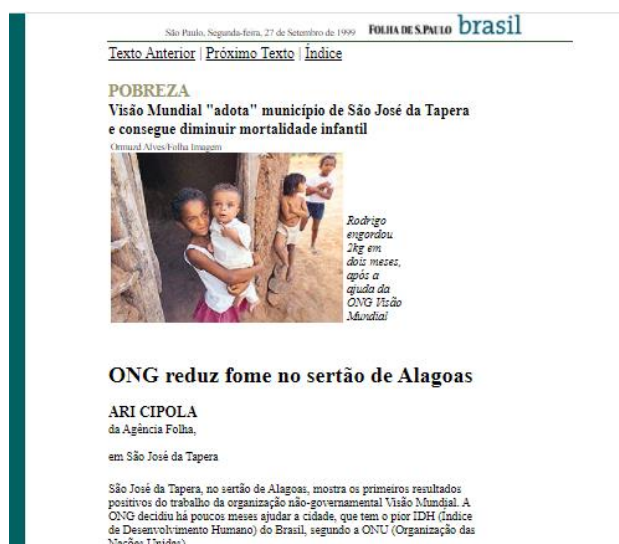 São Paulo, Segunda-feira, 27 de Setembro de 1999 FOLHA DE S.PAULO brasil
Texto Anterior | Próximo Texto | Índice
POBREZA
Visão Mundial "adota" município de São José da Tapera
e consegue diminuir mortalidade infantil
Ormuzd Alves/Folha Imagem
Rodrigo
engordou
2kg em
dois meses,
após a
ajuda da
ONG Visão
Mundial
ONG reduz fome no sertão de Alagoas
ARI CIPOLA
da Agência Folha,
em São José da Tapera
São José da Tapera, no sertão de Alagoas, mostra os primeiros resultados
positivos do trabalho da organização não-governamental Visão Mundial. A
ONG decidiu há poucos meses ajudar a cidade, que tem o pior IDH (Índice
de Desenvolvimento Humano) do Brasil, segundo a ONU (Organização das
Nações Unidas)